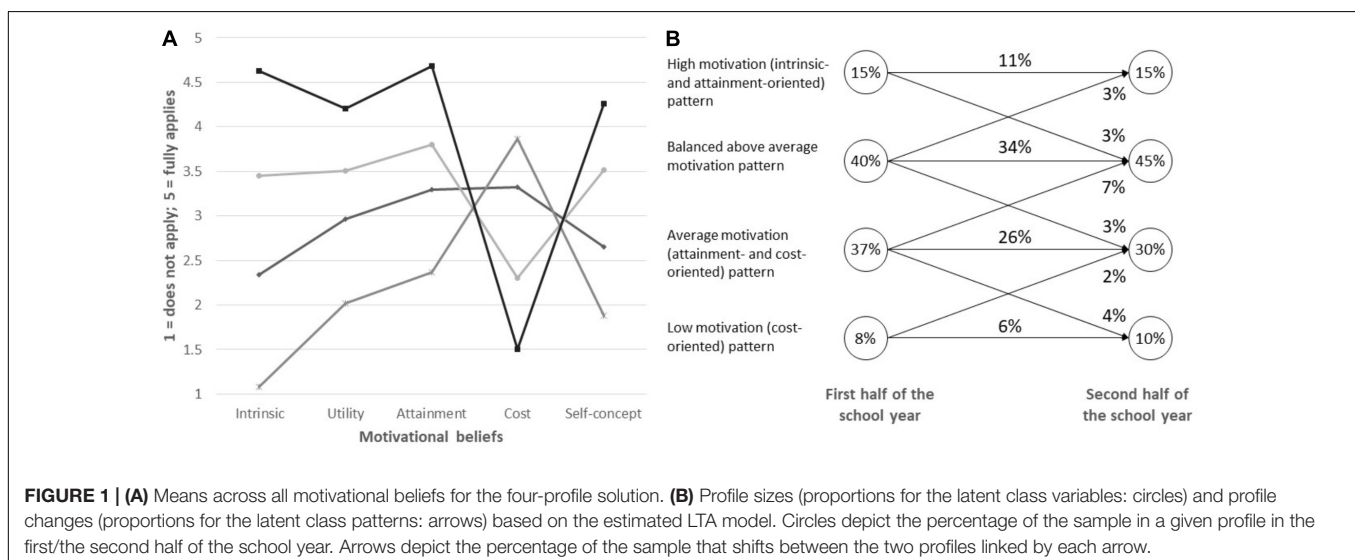 A
5
4.5
4
3.5
3
2.5
2
1.5
1
1 = does not apply; 5 = fully applies
Intrinsic Utility Attainment Cost Self-concept
Motivational beliefs
B
High motivation (intrinsic-
and attainment-oriented)
pattern
15%
11%
15%
3%
Balanced above average
motivation pattern
40%
34%
3%
45%
7%
Average motivation
(attainment- and cost-
oriented) pattern
37%
26%
3%
30%
2%
Low motivation (cost-
oriented) pattern
8%
6%
4%
10%
First half of the
school year
Second half of
the school year
FIGURE 1 | (A) Means across all motivational beliefs for the four-profile solution. (B) Profile sizes (proportions for the latent class variables: circles) and profile
changes (proportions for the latent class patterns: arrows) based on the estimated LTA model. Circles depict the percentage of the sample in a given profile in the
first/the second half of the school year. Arrows depict the percentage of the sample that shifts between the two profiles linked by each arrow.